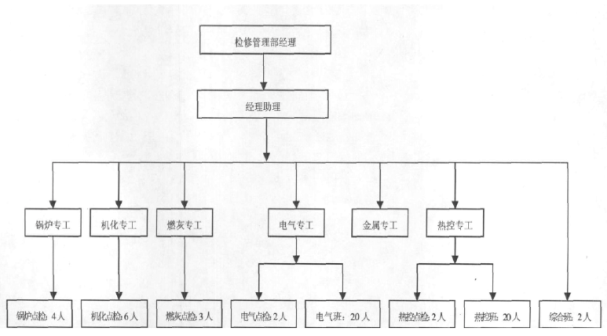 检修管理部经理
经理助理
锅炉专工
机化专工
燃灰专工
电气专工
金属专工
热控专工
锅炉点检: 4人
机化点检6人
燃灰点检3人
电气点检: 2人
电气班: 20人
热控点检: 2人
热控班: 20人
综合班: 2人